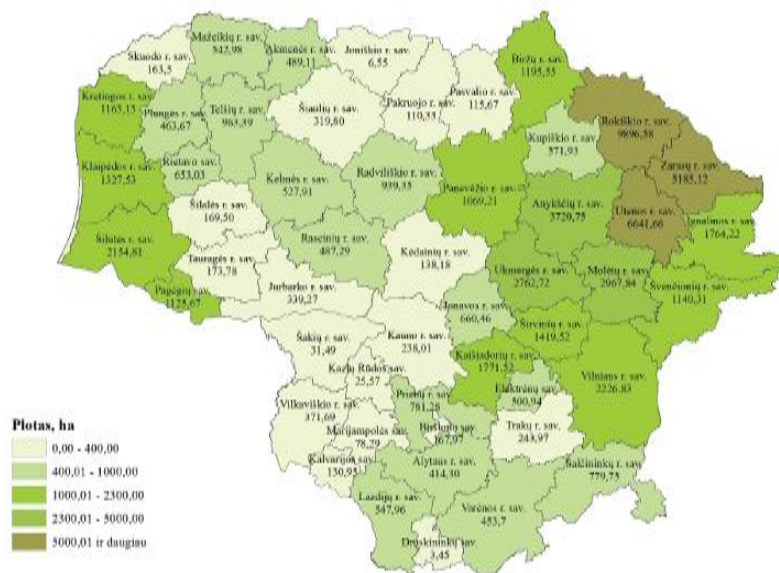 Skuodo r. sav.
163,5
Mažeikių r. sav.
542,98
Akmenės r. sav.
489,11
Joniškio r. sav.
6,55
Biržų r. sav.
1195,55
Kretingos r. sav.
1163,13
Plungės r. sav.
463,67
Telšių r. sav.
963,39
Šiaulių r. sav.
319,80
Pakruojo r. sav.
110,33
Pasvalio r. sav.
115,67
Rokiškio r. sav.
9896,58
Kupiškio r. sav.
571,93
Zarasų r. sav.
5185,12
Klaipėdos r. sav.
1327,53
Rietavo sav.
653,03
Kelmės r. sav.
527,91
Radviliškio r. sav.
939,35
Panevėžio r. sav.
1069,21
Anykščių r. sav.
3729,75
Utenos r. sav.
6641,66
Ignalinos r. sav.
1764,22
Šilalės r. sav.
169,50
Šilutės r. sav.
2154,81
Tauragės r. sav.
173,78
Raseinių r. sav.
487,29
Kėdainių r. sav.
138,18
Ukmergės r. sav.
2762,72
Molėtų r. sav.
2967,84
Švenčionių r. sav.
1140,31
Pagėgių sav.
1125,67
Jurbarko r. sav.
339,27
Jonavos r. sav.
660,46
Širvintų r. sav.
1419,52
Šakių r. sav.
31,49
Kauno r. sav.
238,01
Kaišiadorių r. sav.
1771,52
Vilniaus r. sav.
2226,83
Kazlų Rūdos sav.
25,57
Elektrėnų sav.
500,94
Vilkaviškio r. sav.
371,69
Prienų r. sav.
761,26
Marijampolės sav.
78,29
Birštono sav.
167,97
Trakų r. sav.
243,97
Kalvarijos sav.
130,95
Alytaus r. sav.
414,30
Šalčininkų r. sav.
779,75
Lazdijų r. sav.
547,96
Varėnos r. sav.
453,7
Druskininkų sav.
3,45
Plotas, ha
0,00 - 400,00
400,01 - 1000,00
1000,01 - 2300,00
2300,01 - 5000,00
5000,01 ir daugiau